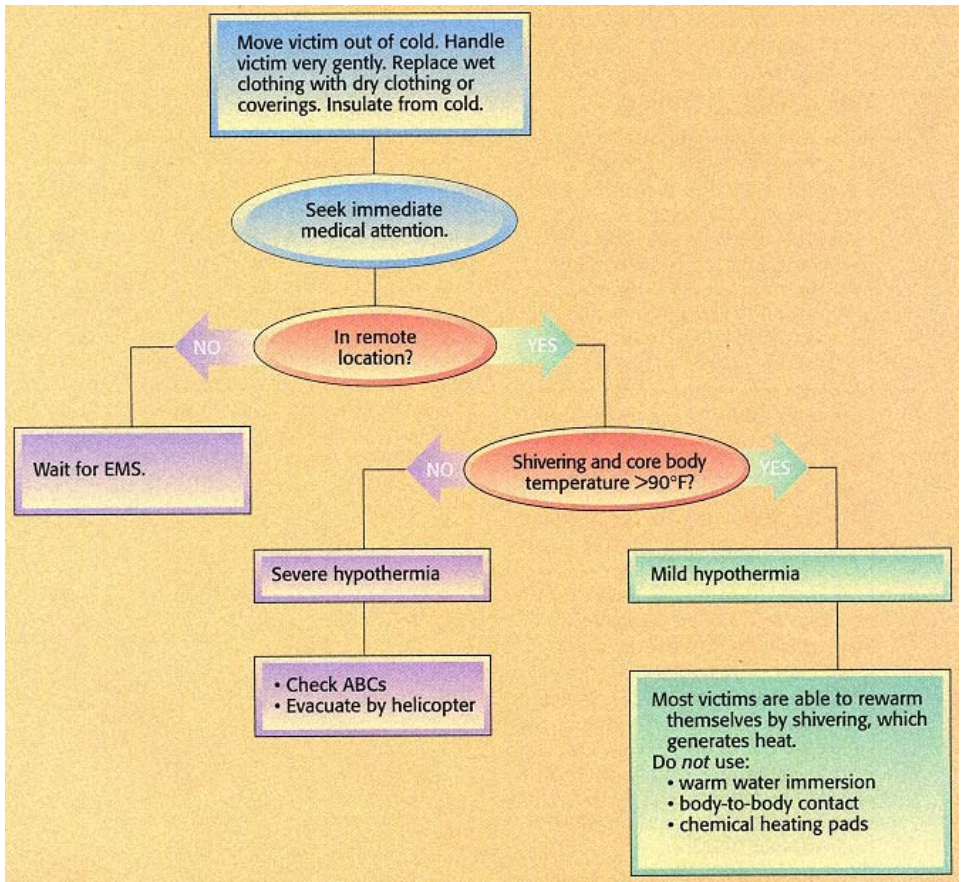 Move victim out of cold. Handle
victim very gently. Replace wet
clothing with dry clothing or
coverings. Insulate from cold.
Seek immediate
medical attention.
In remote
location?
NO
YES
Wait for EMS.
Shivering and core body
temperature >90°F?
NO
YES
Severe hypothermia
• Check ABCs
• Evacuate by helicopter
Mild hypothermia
Most victims are able to rewarm
themselves by shivering, which
generates heat.
Do not use:
• warm water immersion
• body-to-body contact
• chemical heating pads